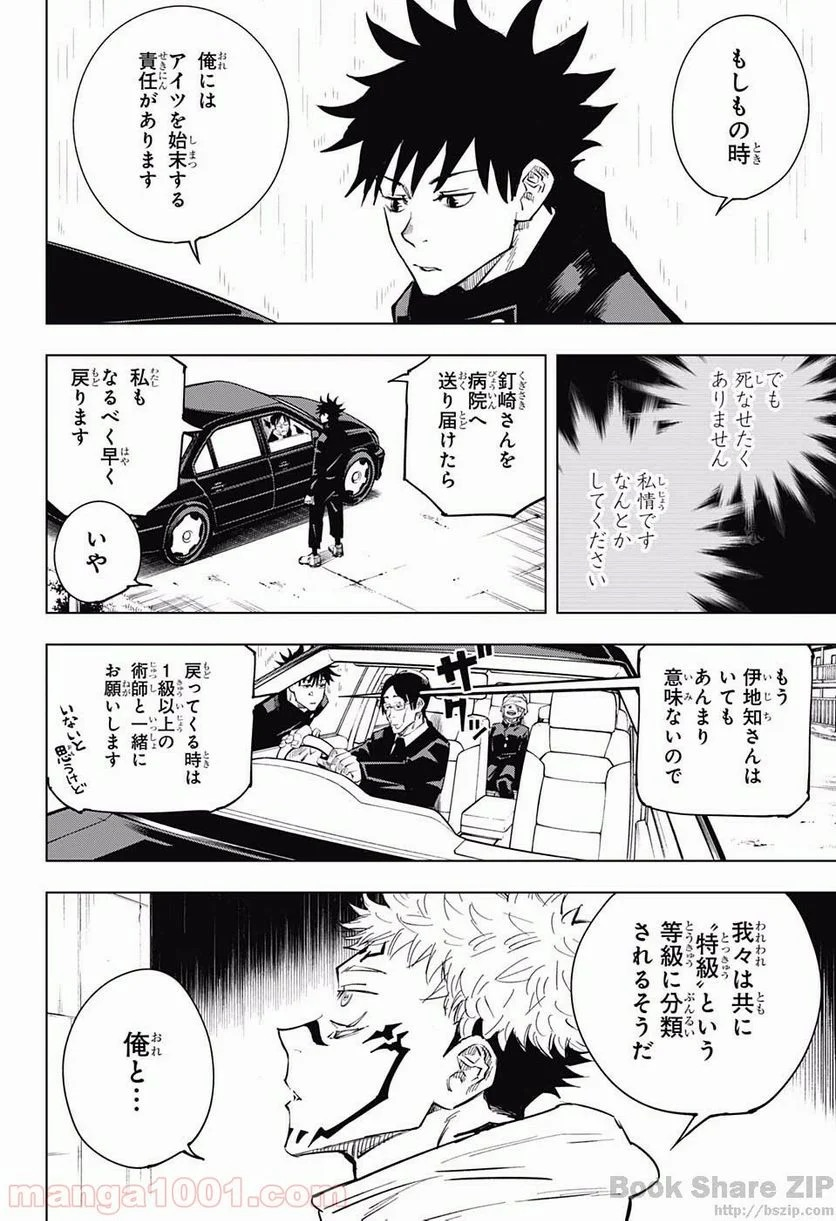 もしもの時
俺には
アイツを始末する
責任があります
でも
死なせたく
ありません
私情です
なんとか
してください
釘崎さんを
病院へ
送り届けたら
私も
なるべく早く
戻ります
いや
もう
伊地知さんは
いても
あんまり
意味ないので
ザグッ
戻ってくる時は
1級以上の
術師と一緒に
お願いします
いないと
思うけど
我々は共に
〝特級〟という
等級に分類
されるそうだ
俺と…
manga1001.com
Book Share ZIP
http://bszip.com